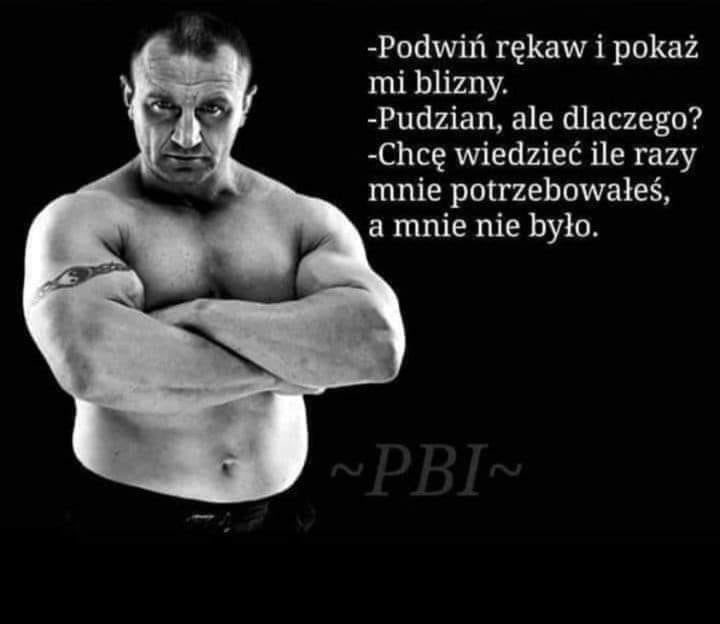 -Podwiń rękaw i pokaż
mi blizny.
-Pudzian, ale dlaczego?
-Chcę wiedzieć ile razy
mnie potrzebowałeś,
a mnie nie było.
~PBI~